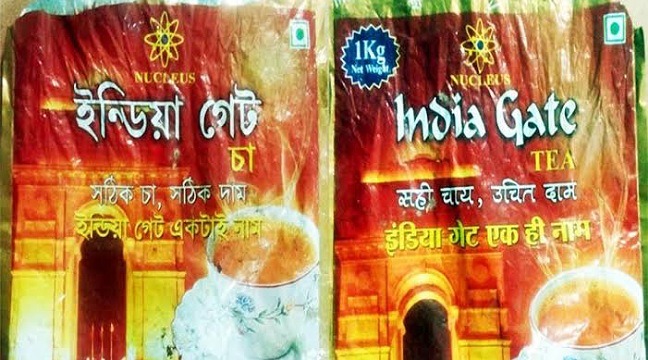 NUCLEUS
ইন্ডিয়া গেট
চা
সঠিক চা, সঠিক দাম
ইন্ডিয়া গেট একটাই নাম
1Kg
Net Weight
NUCLEUS
India Gate
TEA
सही चाय, उचित दाम
इंडिया गेट एक ही नाम